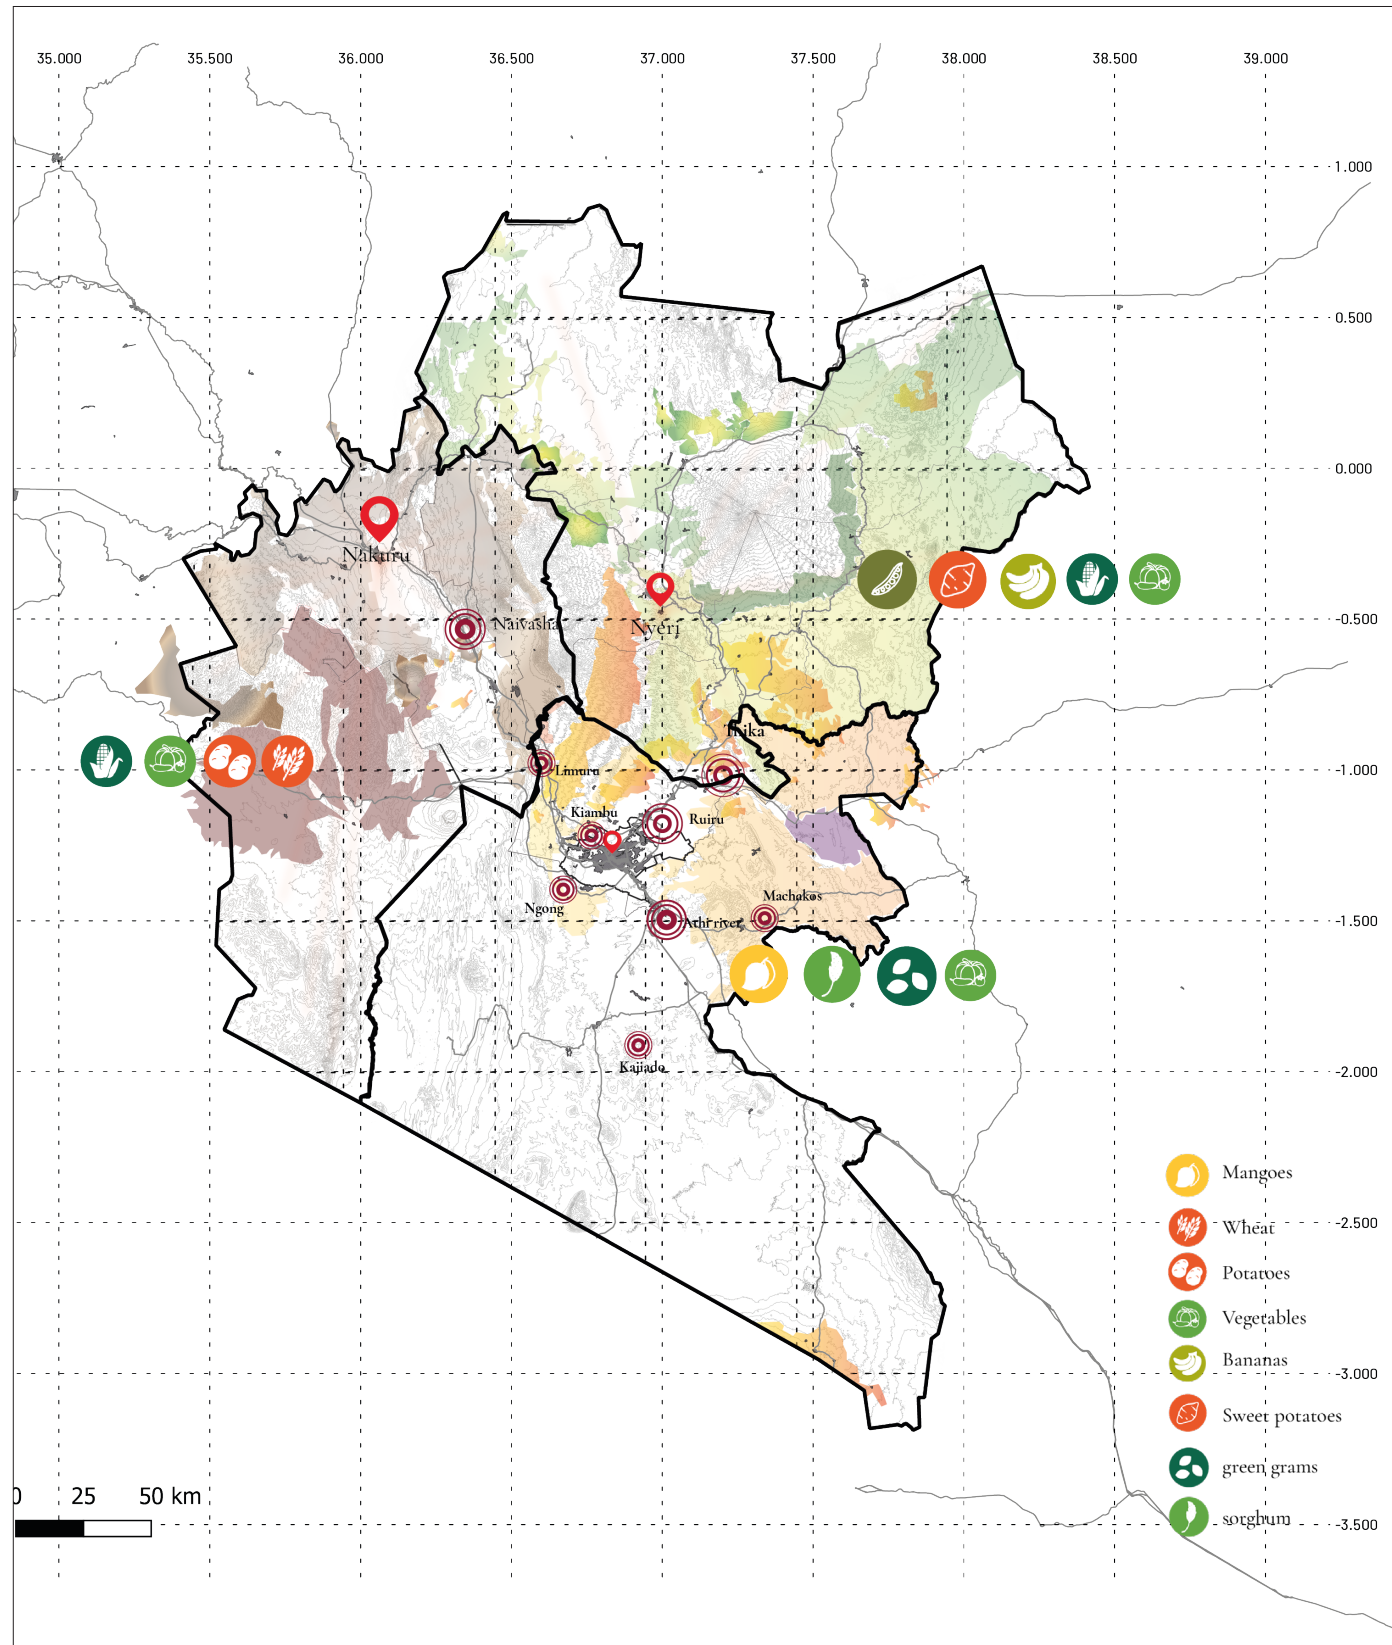 35.000 35.500 36.000 36.500 37.000 37.500 38.000 38.500 39.000
1.000
0.500
0.000
Nakuru
-0.500
Naivasha
Nyeri
Thika
-1.000
Limuru
Kiambu
Ruiru
Machakos
Ngong
Athi river
-1.500
Kajiado
-2.000
Mangoes
-2.500
Wheat
Potatoes
Vegetables
Bananas
-3.000
Sweet potatoes
green grams
0 25 50 km
sorghum
-3.500